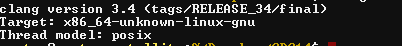 clang version 3.4 (tags/RELEASE_34/final)
Target: x86_64-unknown-linux-gnu
Thread model: posix